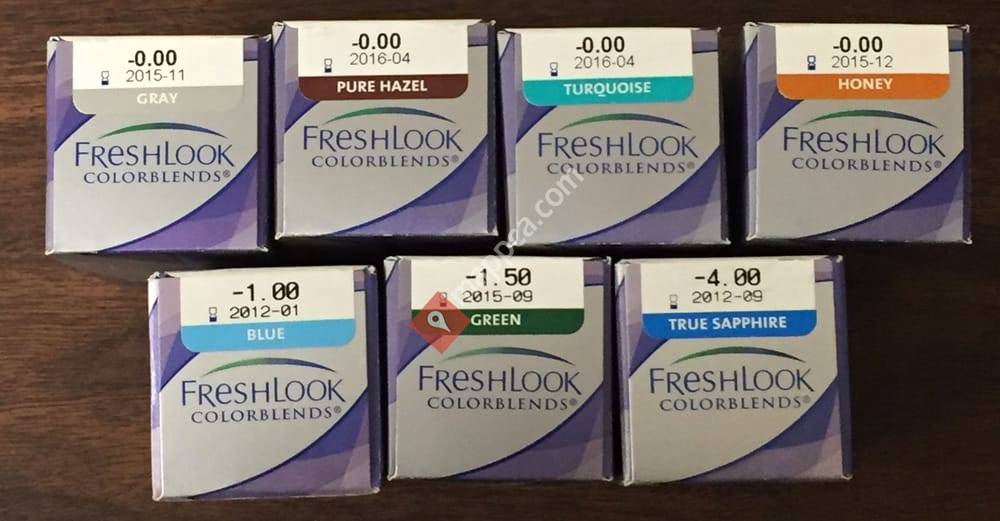 -0.00
2015-11
GRAY
FRESHLOOK
COLORBLENDS®
-0.00
2016-04
PURE HAZEL
FRESHLOOK
COLORBLENDS®
-0.00
2016-04
TURQUOISE
FRESHLOOK
COLORBLENDS®
-0.00
2015-12
HONEY
FRESHLOOK
COLORBLENDS®
-1.00
2012-01
BLUE
FRESHLOOK
COLORBLENDS®
-1.50
2015-09
GREEN
FRESHLOOK
COLORBLENDS®
-4.00
2012-09
TRUE SAPPHIRE
FRESHLOOK
COLORBLENDS®